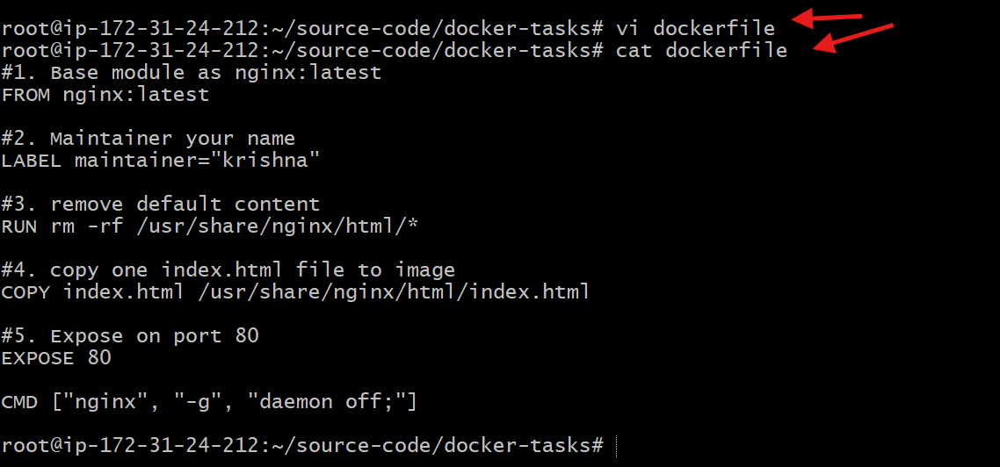 root@ip-172-31-24-212:~/source-code/docker-tasks# vi dockerfile
root@ip-172-31-24-212:~/source-code/docker-tasks# cat dockerfile
#1. Base module as nginx:latest
FROM nginx:latest
#2. Maintainer your name
LABEL maintainer="krishna"
#3. remove default content
RUN rm -rf /usr/share/nginx/html/*
#4. copy one index.html file to image
COPY index.html /usr/share/nginx/html/index.html
#5. Expose on port 80
EXPOSE 80
CMD ["nginx", "-g", "daemon off;"]
root@ip-172-31-24-212:~/source-code/docker-tasks#